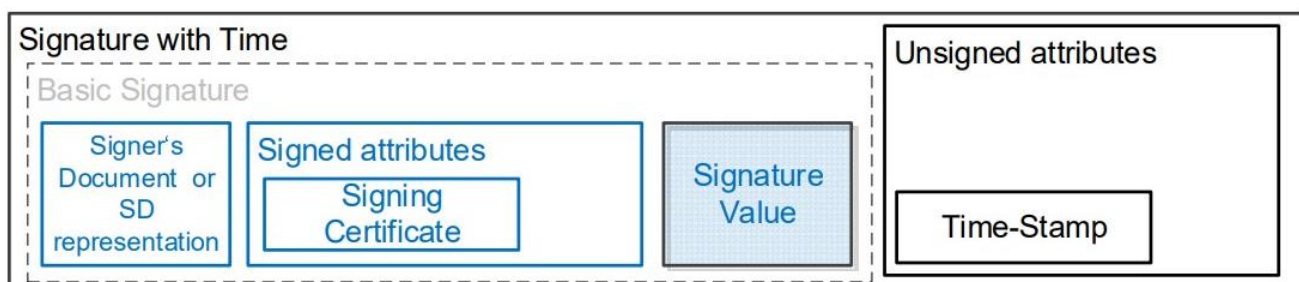 Signature with Time
Unsigned attributes
Basic Signature
Signer‘s
Document or
SD
representation
Signed attributes
Signing
Certificate
Signature
Value
Time-Stamp